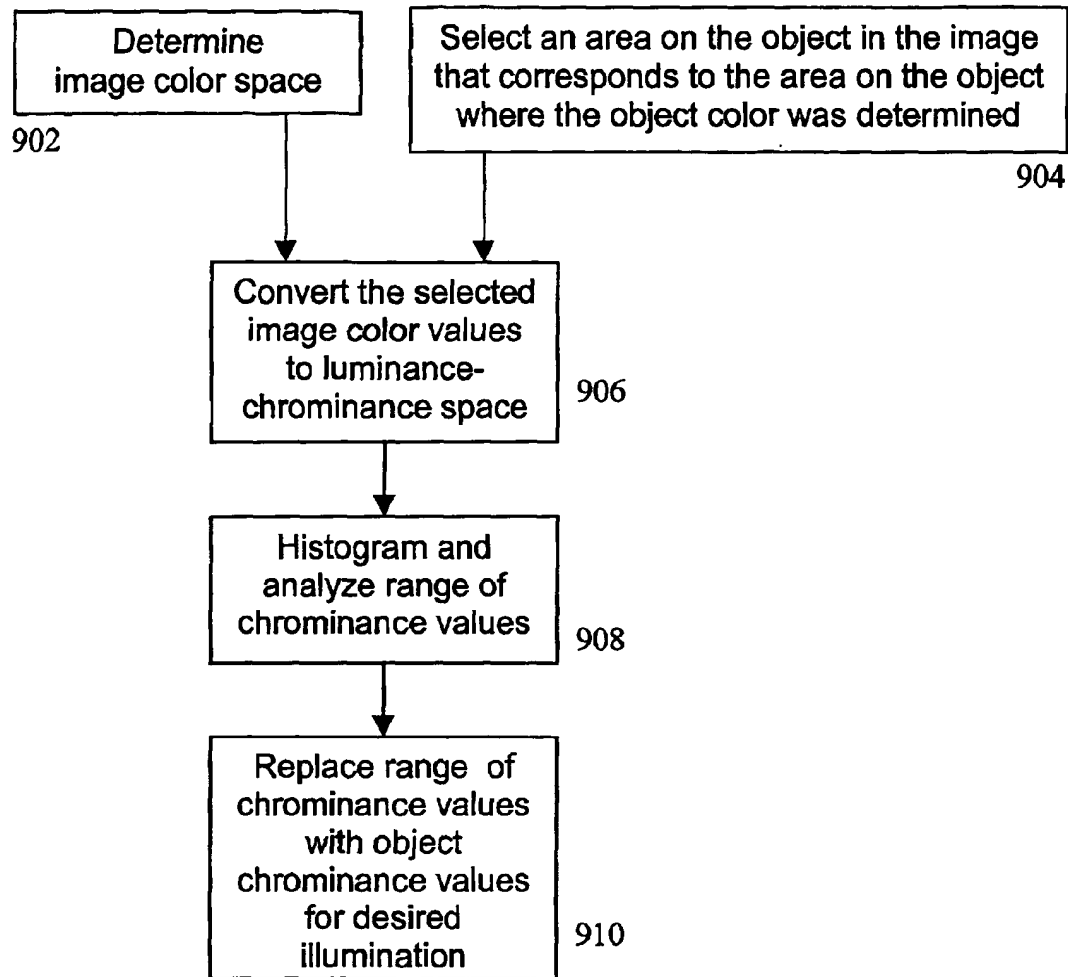 Determine
image color space
902
Select an area on the object in the image
that corresponds to the area on the object
where the object color was determined
904
Convert the selected
image color values
to luminance-
chrominance space
906
Histogram and
analyze range of
chrominance values
908
Replace range of
chrominance values
with object
chrominance values
for desired
illumination
910